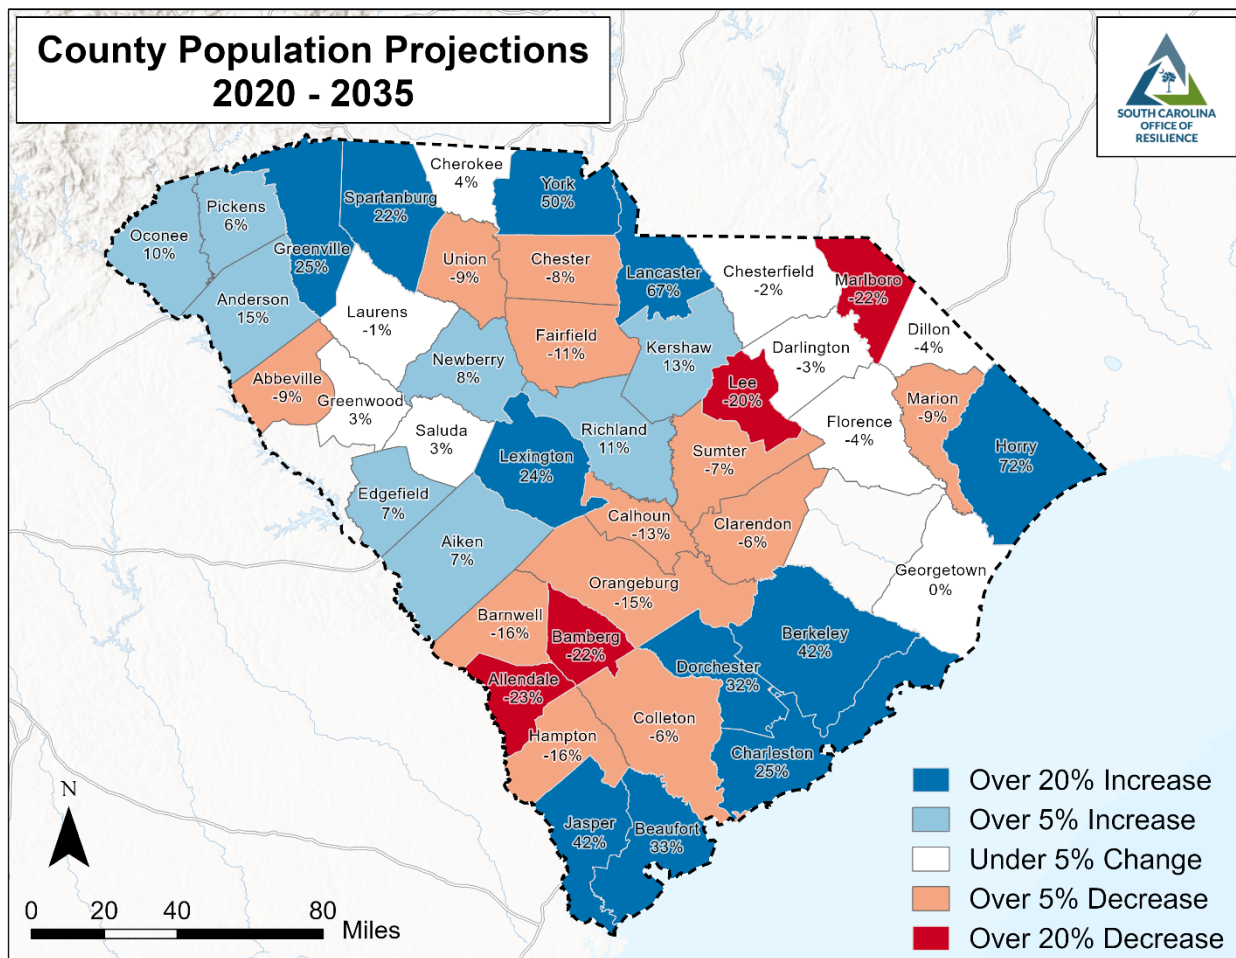 County Population Projections
2020 - 2035
SOUTH CAROLINA
OFFICE OF
RESILIENCE
Cherokee
4%
York
50%
Spartanburg
22%
Pickens
6%
Oconee
10%
Greenville
25%
Union
-9%
Chester
-8%
Lancaster
67%
Chesterfield
-2%
Marlboro
-22%
Anderson
15%
Laurens
-1%
Fairfield
-11%
Kershaw
13%
Darlington
-3%
Dillon
-4%
Newberry
8%
Abbeville
-9%
Greenwood
3%
Lee
-20%
Marion
-9%
Florence
-4%
Saluda
3%
Richland
11%
Sumter
-7%
Horry
72%
Lexington
24%
Edgefield
7%
Calhoun
-13%
Clarendon
-6%
Aiken
7%
Georgetown
0%
Orangeburg
-15%
Barnwell
-16%
Bamberg
-22%
Berkeley
42%
Dorchester
32%
Allendale
-23%
Colleton
-6%
Hampton
-16%
Charleston
25%
Jasper
42%
Beaufort
33%
Over 20% Increase
Over 5% Increase
Under 5% Change
Over 5% Decrease
Over 20% Decrease
N
0 20 40 80
Miles